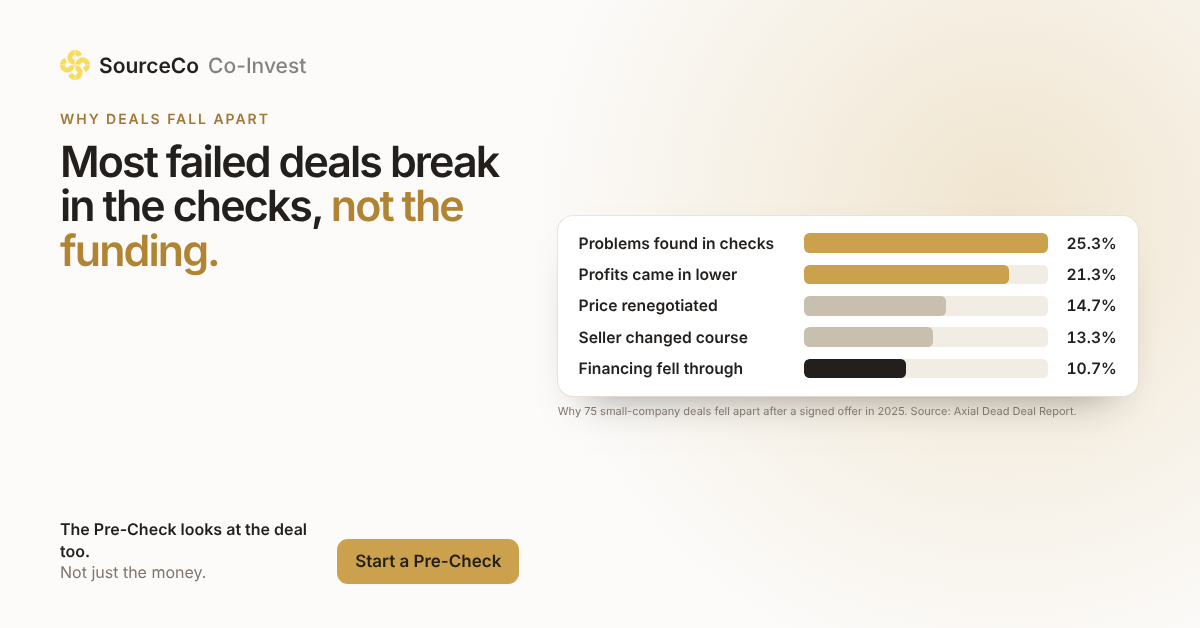 SourceCo Co-Invest
WHY DEALS FALL APART
Most failed deals break
in the checks, not the
funding.
Problems found in checks 25.3%
Profits came in lower 21.3%
Price renegotiated 14.7%
Seller changed course 13.3%
Financing fell through 10.7%
Why 75 small-company deals fell apart after a signed offer in 2025. Source: Axial Dead Deal Report.
The Pre-Check looks at the deal
too.
Not just the money.
Start a Pre-Check